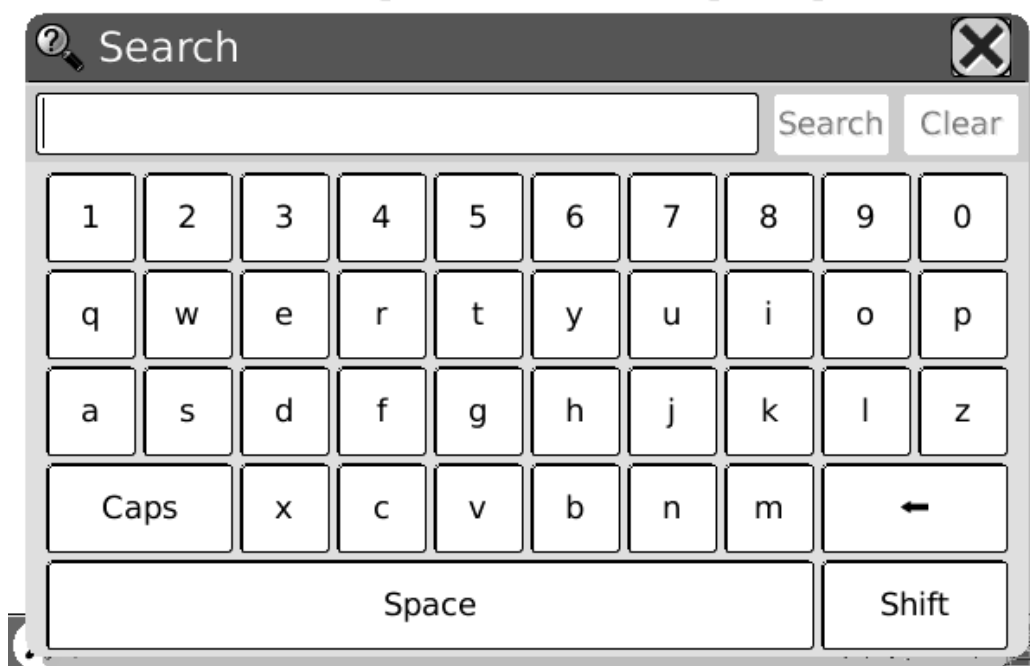 Search
Search Clear
1 2 3 4 5 6 7 8 9 0
q w e r t y u i o p
a s d f g h j k l z
Caps x c v b n m ←
Space Shift